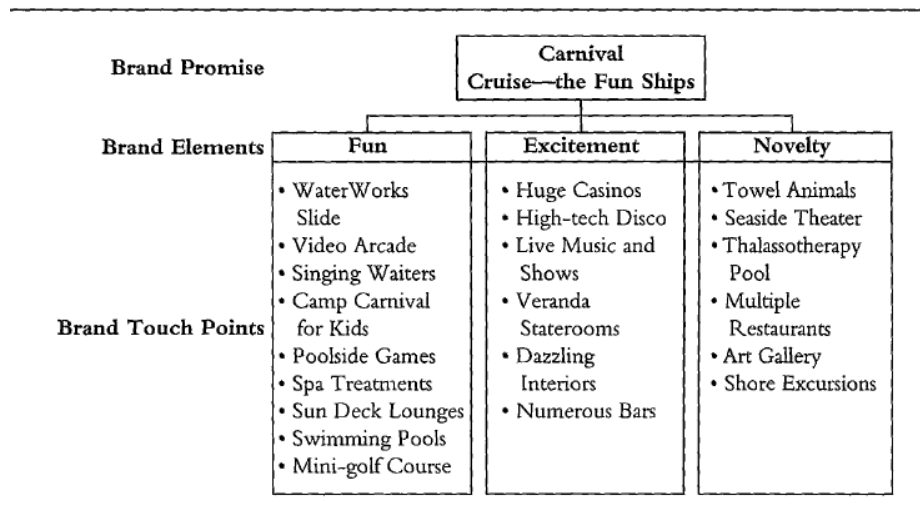 Brand Promise
Carnival
Cruise—the Fun Ships
Brand Elements
Fun
Excitement
Novelty
Brand Touch Points
• WaterWorks
Slide
• Video Arcade
• Singing Waiters
• Camp Carnival
for Kids
• Poolside Games
• Spa Treatments
• Sun Deck Lounges
• Swimming Pools
• Mini-golf Course
• Huge Casinos
• High-tech Disco
• Live Music and
Shows
• Veranda
Staterooms
• Dazzling
Interiors
• Numerous Bars
• Towel Animals
• Seaside Theater
• Thalassotherapy
Pool
• Multiple
Restaurants
• Art Gallery
• Shore Excursions